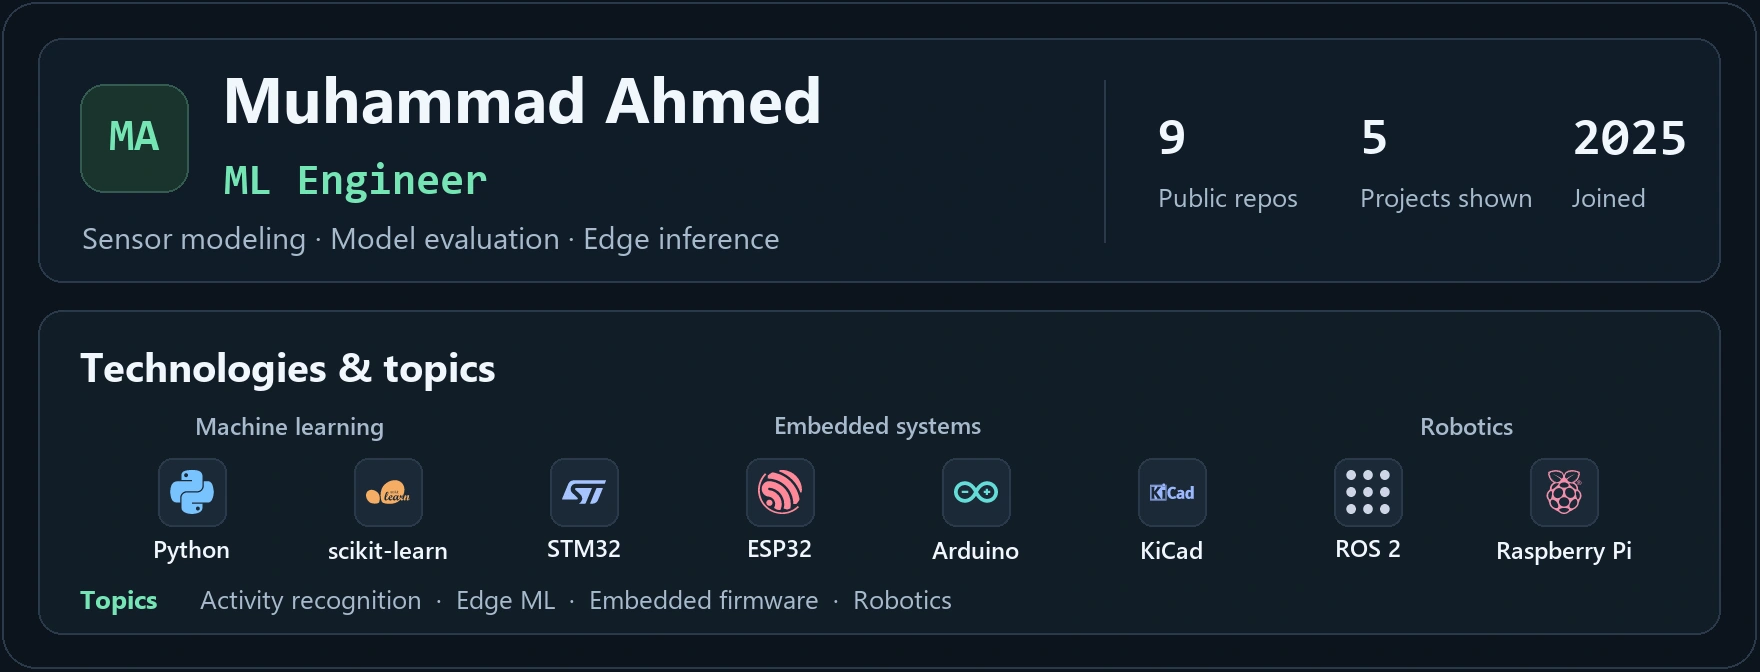 MA
Muhammad Ahmed
ML Engineer
Sensor modeling · Model evaluation · Edge inference
9
Public repos
5
Projects shown
2025
Joined
Technologies & topics
Machine learning
Embedded systems
Robotics
learn
KiCad
Python
scikit-learn
STM32
ESP32
Arduino
KiCad
ROS 2
Raspberry Pi
Topics Activity recognition · Edge ML · Embedded firmware · Robotics